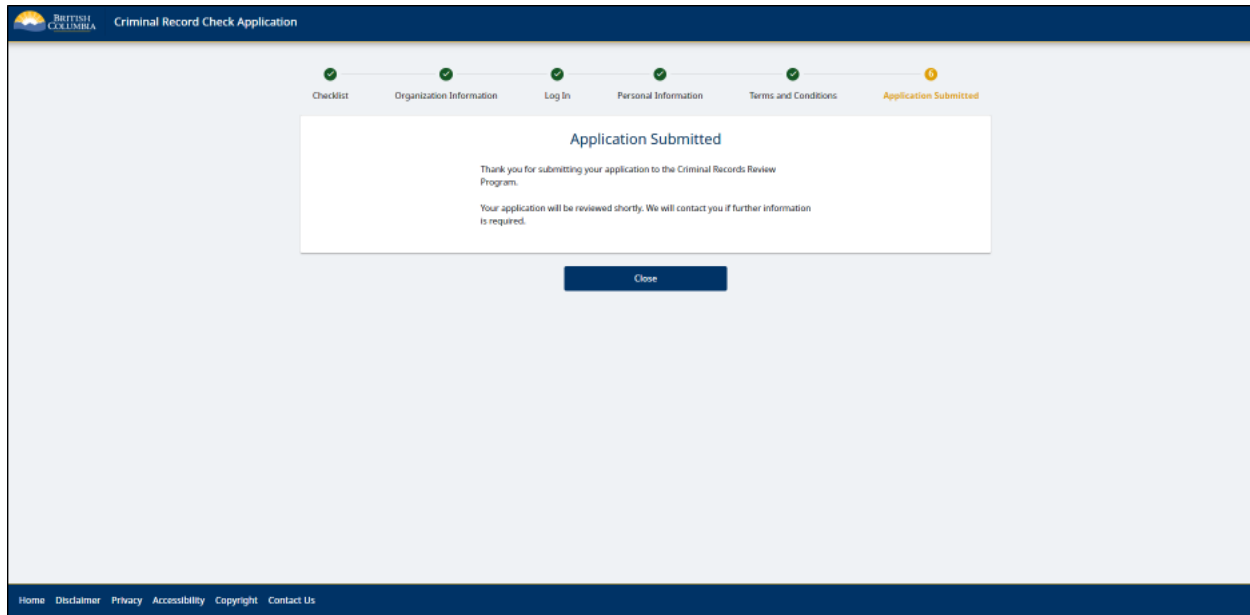 BRITISH
COLUMBIA
Criminal Record Check Application
6
Checklist Organization Information Log In Personal Information Terms and Conditions Application Submitted
Application Submitted
Thank you for submitting your application to the Criminal Records Review
Program.
Your application will be reviewed shortly. We will contact you if further information
is required.
Close
Home Disclaimer Privacy Accessibility Copyright Contact Us